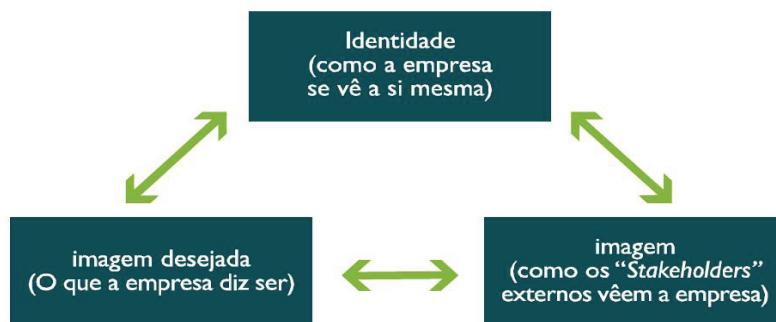 Identidade
(como a empresa
se vê a si mesma)
imagem desejada
(O que a empresa diz ser)
imagem
(como os “Stakeholders”
externos vêem a empresa)